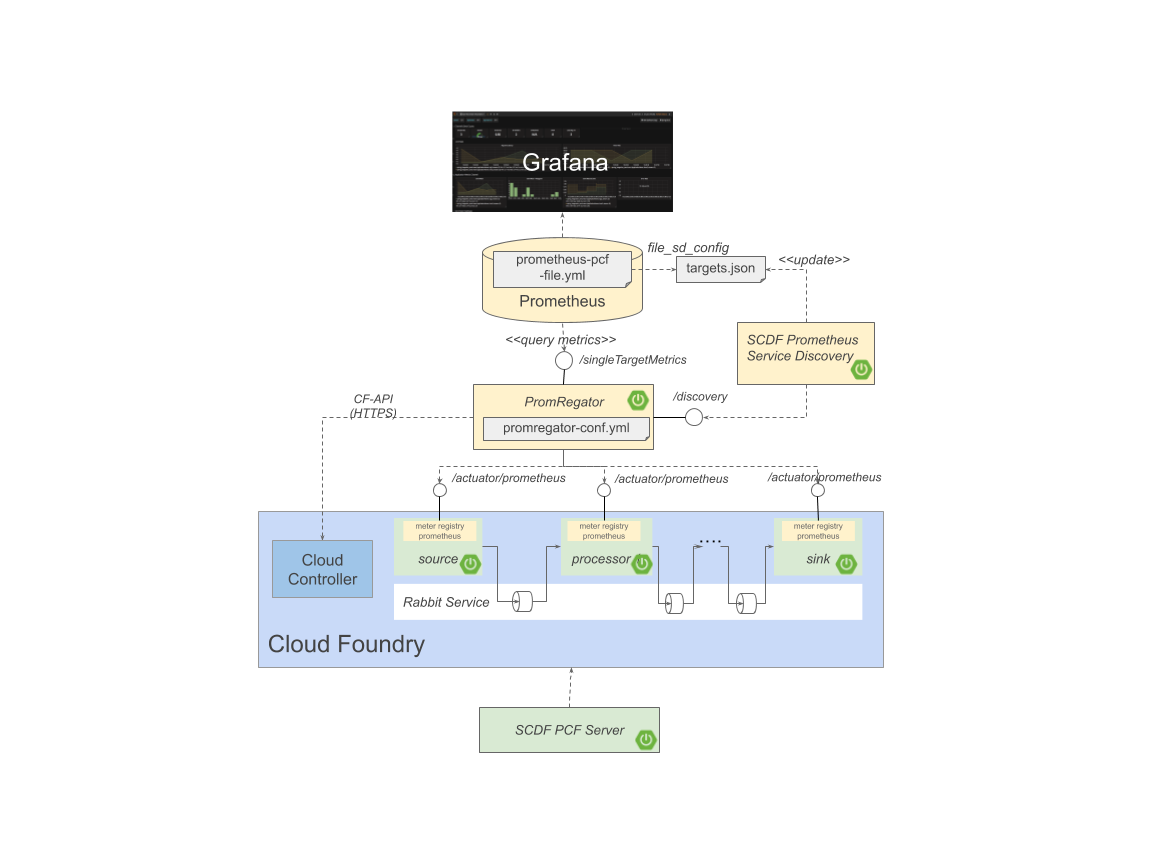 Grafana
file_sd_config
prometheus-pcf
-file.yml
targets.json
<<update>>
Prometheus
<<query metrics>>
/singleTargetMetrics
SCDF Prometheus
Service Discovery
CF-API
(HTTPS)
PromRegator
/discovery
promregator-conf.yml
/actuator/prometheus
/actuator/prometheus
/actuator/prometheus
meter registry
prometheus
source
meter registry
prometheus
processor
....
meter registry
prometheus
sink
Cloud
Controller
Rabbit Service
Cloud Foundry
SCDF PCF Server